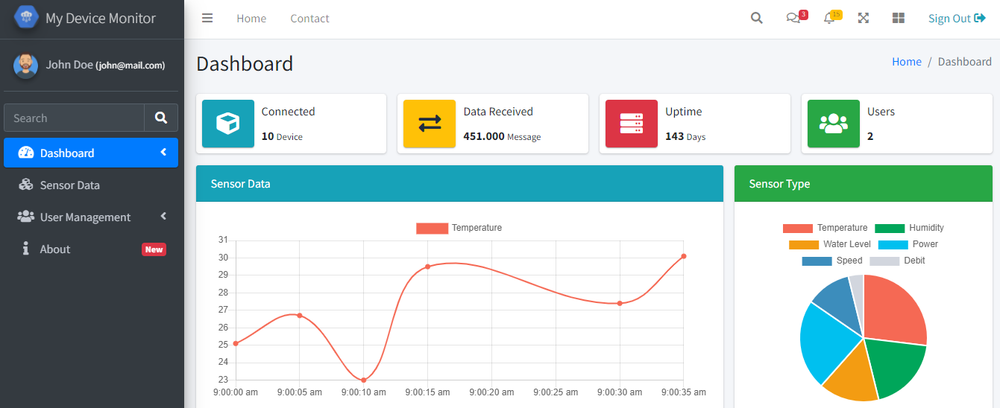 My Device Monitor
Home Contact
3
15
Sign Out
John Doe (john@mail.com)
Search
Dashboard
Sensor Data
User Management
About New
Dashboard
Home / Dashboard
Connected
10 Device
Data Received
451.000 Message
Uptime
143 Days
Users
2
Sensor Data
Temperature
31
30
29
28
27
26
25
24
23
9:00:00 am 9:00:05 am 9:00:10 am 9:00:15 am 9:00:20 am 9:00:25 am 9:00:30 am 9:00:35 am
Sensor Type
Temperature Humidity
Water Level Power
Speed Debit